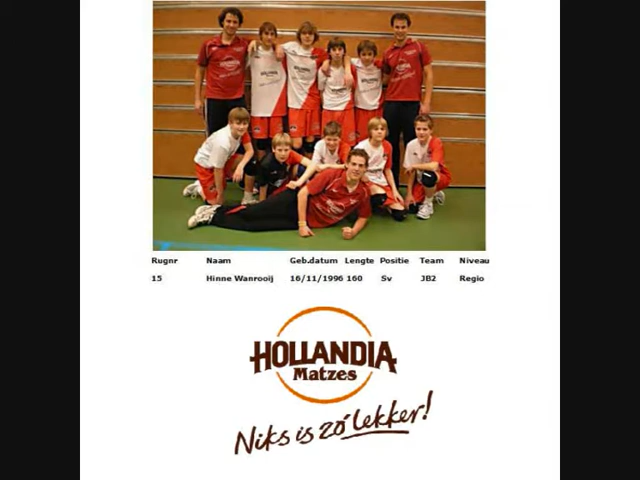 Rugnr Naam Geb.datum Lengte Positie Team Niveau
15 Hinne Wanrooij 16/11/1996 160 Sv JB2 Regio
HOLLANDIA
Matzes
Niks is zó lekker!